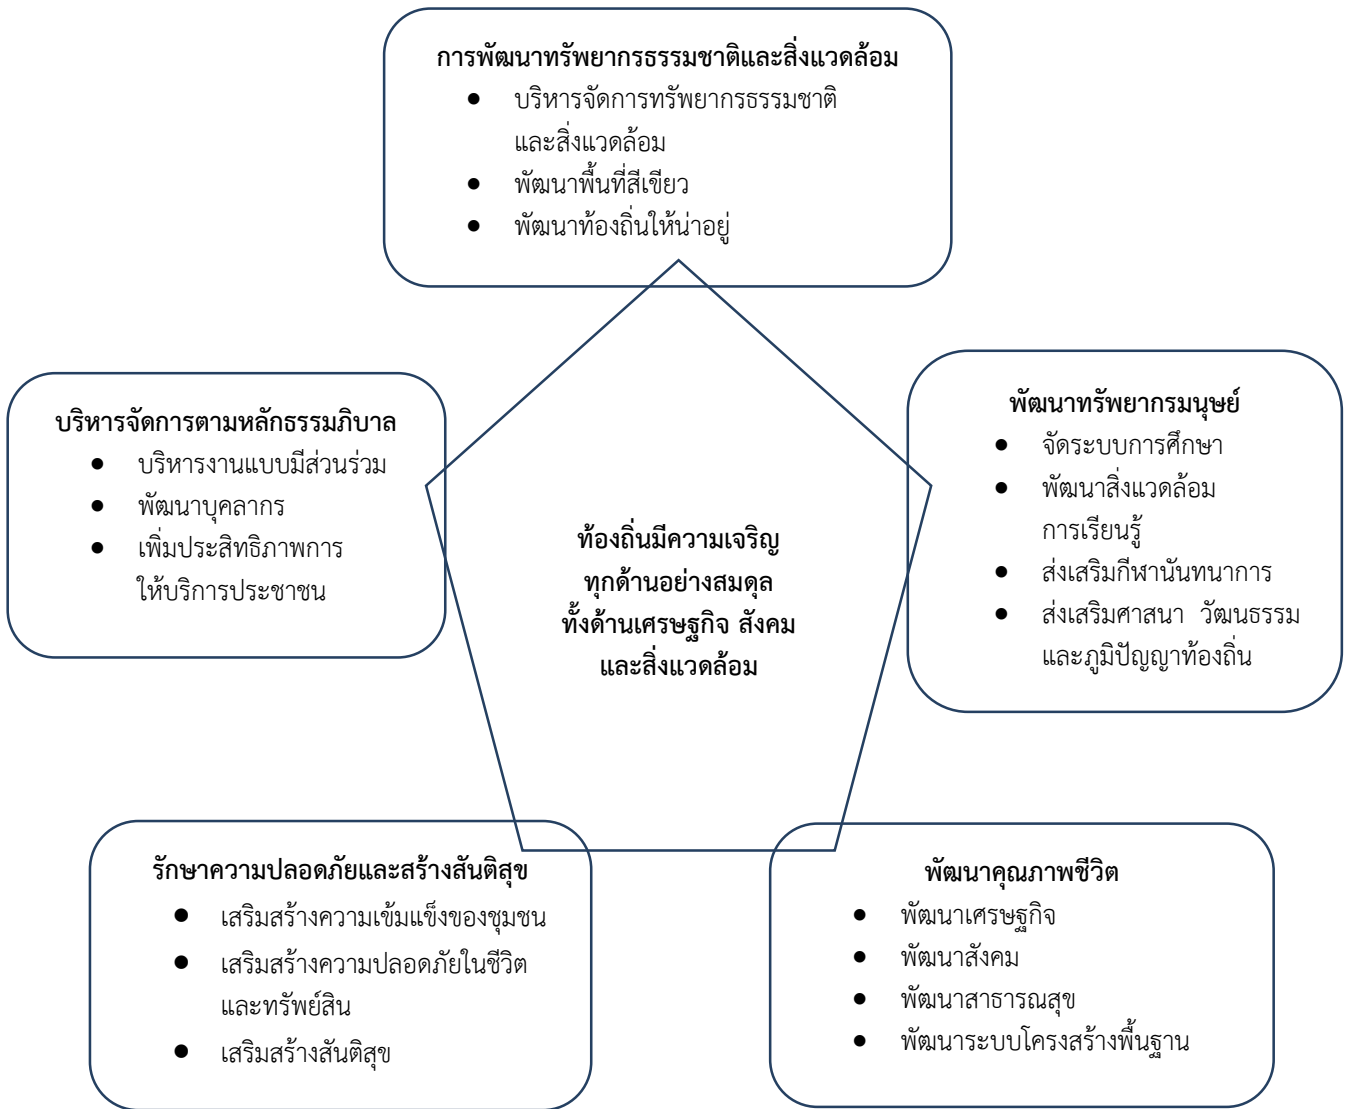 การพัฒนาทรัพยากรธรรมชาติและสิ่งแวดล้อม
● บริหารจัดการทรัพยากรธรรมชาติ
และสิ่งแวดล้อม
● พัฒนาพื้นที่สีเขียว
● พัฒนาท้องถิ่นให้น่าอยู่
บริหารจัดการตามหลักธรรมภิบาล
● บริหารงานแบบมีส่วนร่วม
● พัฒนาบุคลากร
● เพิ่มประสิทธิภาพการ
ให้บริการประชาชน
ท้องถิ่นมีความเจริญ
ทุกด้านอย่างสมดุล
ทั้งด้านเศรษฐกิจ สังคม
และสิ่งแวดล้อม
พัฒนาทรัพยากรมนุษย์
● จัดระบบการศึกษา
● พัฒนาสิ่งแวดล้อม
การเรียนรู้
● ส่งเสริมกีฬานันทนาการ
● ส่งเสริมศาสนา วัฒนธรรม
และภูมิปัญญาท้องถิ่น
รักษาความปลอดภัยและสร้างสันติสุข
● เสริมสร้างความเข้มแข็งของชุมชน
● เสริมสร้างความปลอดภัยในชีวิต
และทรัพย์สิน
● เสริมสร้างสันติสุข
พัฒนาคุณภาพชีวิต
● พัฒนาเศรษฐกิจ
● พัฒนาสังคม
● พัฒนาสาธารณสุข
● พัฒนาระบบโครงสร้างพื้นฐาน